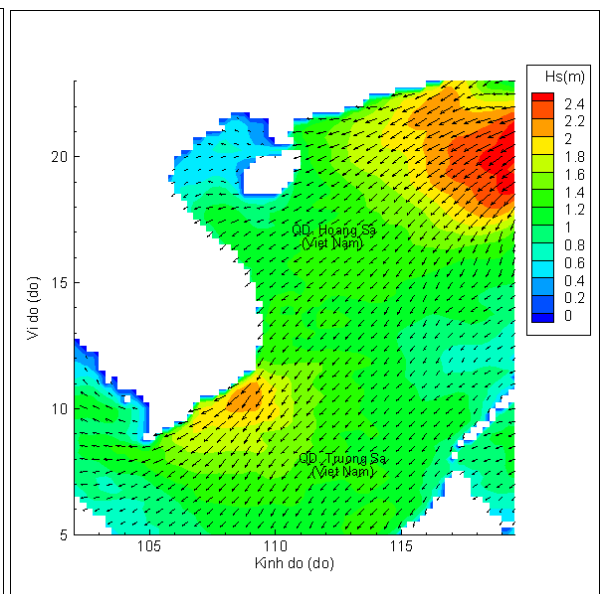 Hs(m)
2.4
2.2
2
1.8
1.6
1.4
1.2
1
0.8
0.6
0.4
0.2
0
20
15
10
5
Vi do (do)
QD. Hoang Sa
(Viet Nam)
QD. Truong Sa
(Viet Nam)
105
110
115
Kinh do (do)